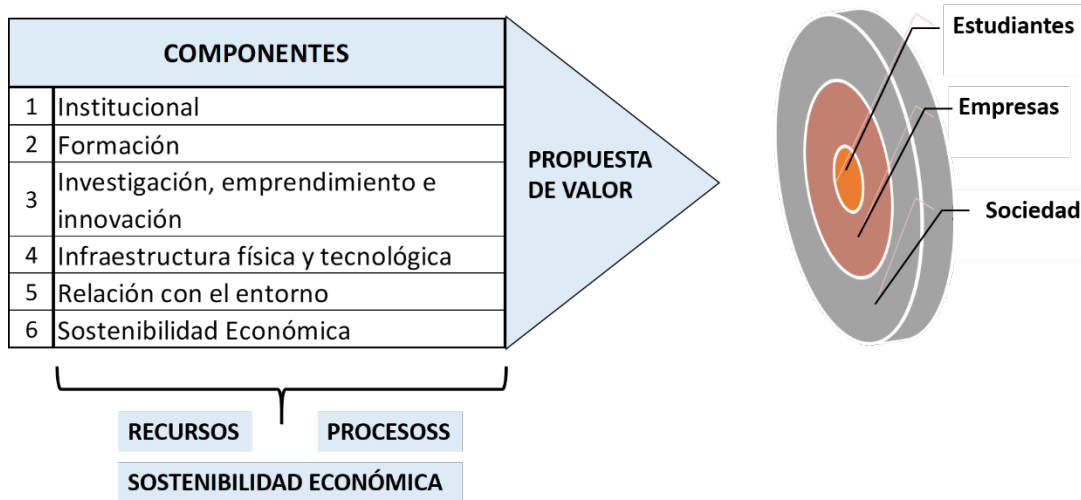 COMPONENTES
1 Institucional
2 Formación
3 Investigación, emprendimiento e
innovación
4 Infraestructura física y tecnológica
5 Relación con el entorno
6 Sostenibilidad Económica
PROPUESTA
DE VALOR
Estudiantes
Empresas
Sociedad
RECURSOS
PROCESOSS
SOSTENIBILIDAD ECONÓMICA